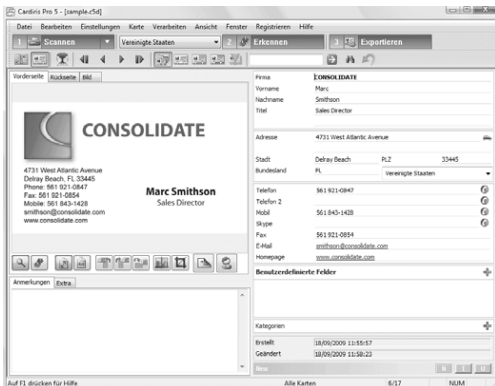 Cardiris Pro 5 - [sample.c5d]
Datei Bearbeiten Einstellungen Karte Verarbeiten Ansicht Fenster Registrieren Hilfe
1 Scannen Vereinigte Staaten 2 Erkennen 3 Exportieren
Vorderseite Rückseite Bild
CONSOLIDATE
4731 West Atlantic Avenue
Delray Beach, FL 33445
Phone: 561 921-0847
Fax: 561 921-0854
Mobile: 561 843-1428
smithson@consolidate.com
www.consolidate.com
Marc Smithson
Sales Director
Anmerkungen Extra
Firma CONSOLIDATE
Vorname Marc
Nachname Smithson
Titel Sales Director
Adresse 4731 West Atlantic Avenue
Stadt Delray Beach PLZ 33445
Bundesland FL Vereinigte Staaten
Telefon 561 921-0847
Telefon 2
Mobil 561 843-1428
Skype
Fax 561 921-0854
E-Mail smithson@consolidate.com
Homepage www.consolidate.com
Benutzerdefinierte Felder
Kategorien
Erstellt 18/09/2009 11:55:57
Geändert 18/09/2009 11:58:23
Neu
Auf F1 drücken für Hilfe Alle Karten 6/17 NUM